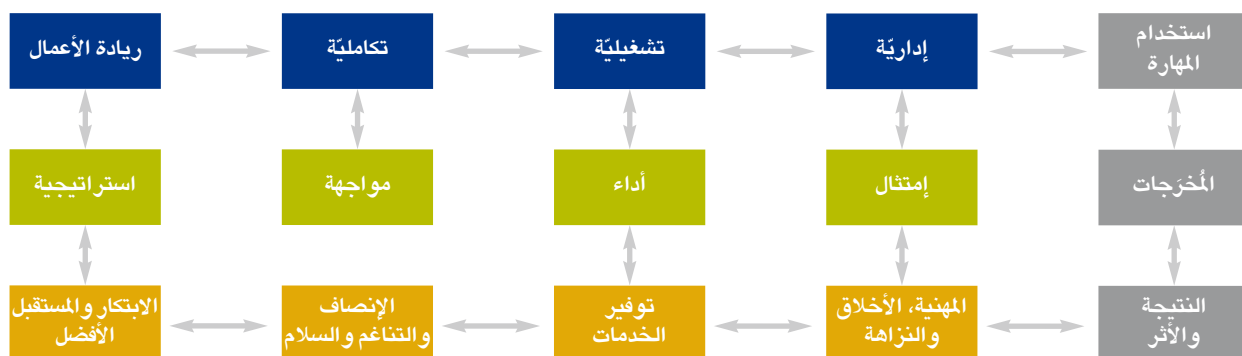 استخدام
المهارة
إداريّة
تشغيليّة
تكامليّة
ريادة الأعمال
المُخرَجات
إمتثال
أداء
مواجهة
استراتيجية
النتيجة
والأثر
المهنية، الأخلاق
والنزاهة
توفير
الخدمات
الإنصاف
والتناغم والسلام
الابتكار والمستقبل
الأفضل